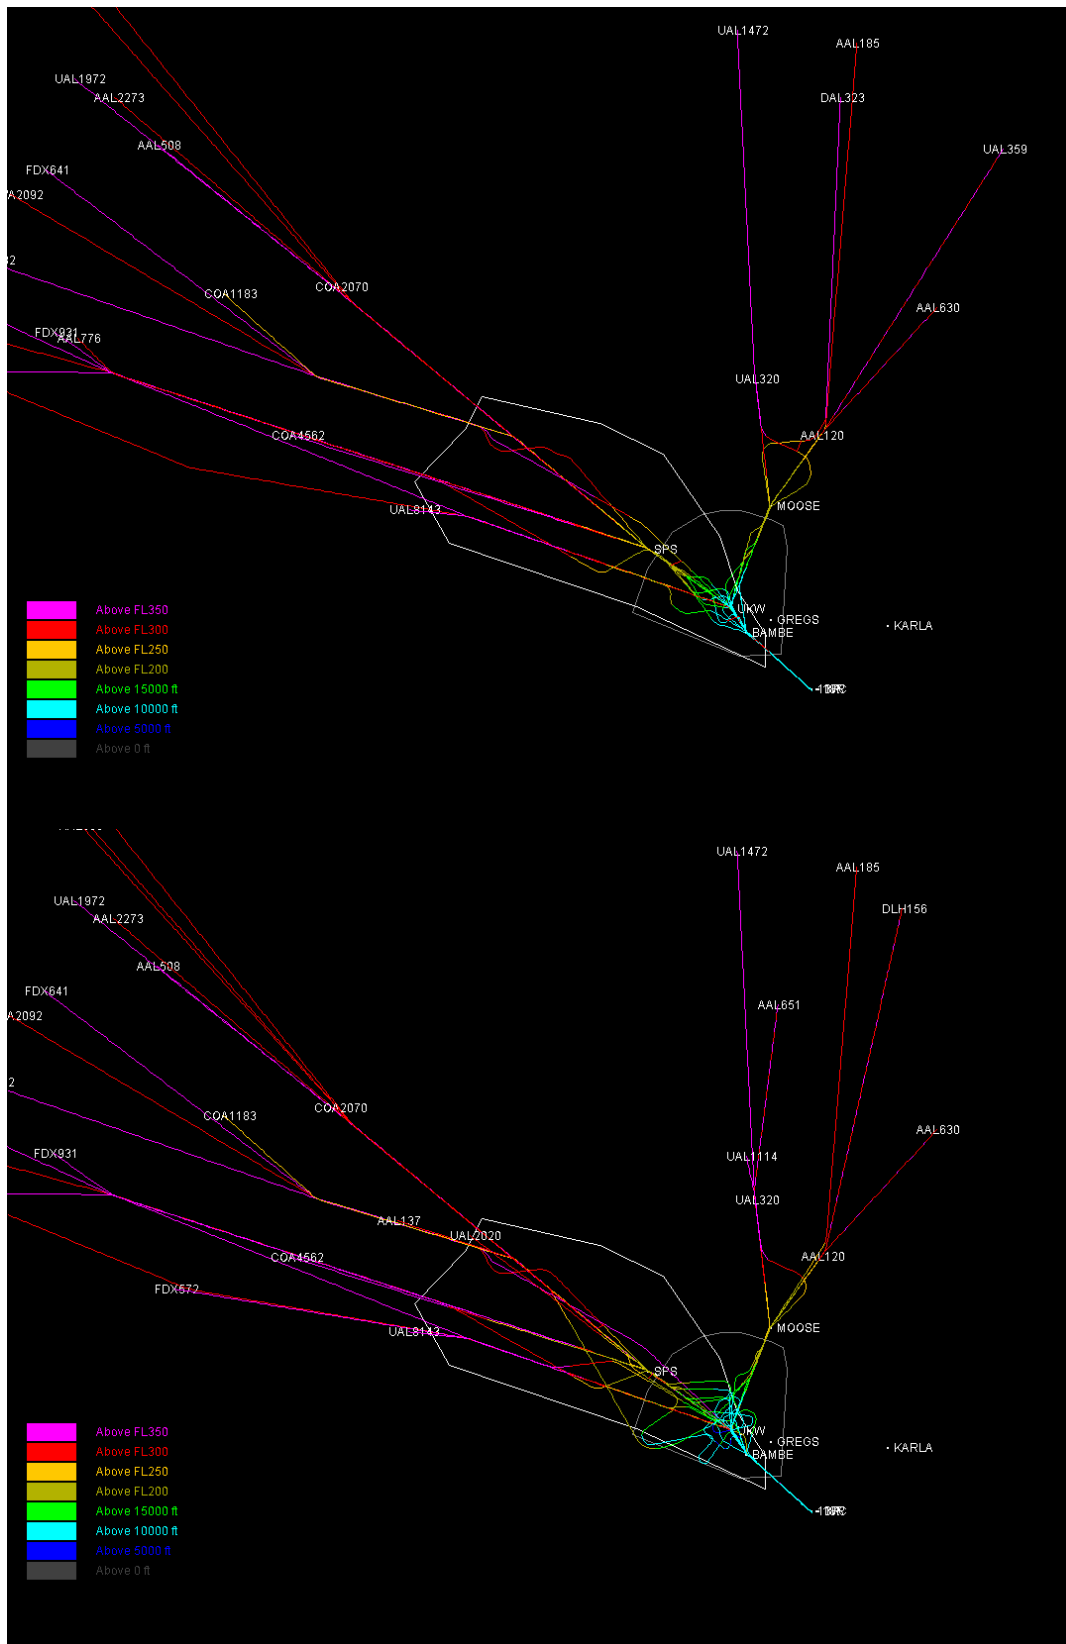 UAL1472
AAL185
UAL1972
AAL2273
DAL323
AAL508
UAL359
FDX641
A2092
COA2070
COA1183
AAL630
FDX931
AAL776
UAL320
COA4562
AAL120
UAL8143
MOOSE
SPS
UKW
GREGS
KARLA
BAMBE
Above FL350
Above FL300
Above FL250
Above FL200
Above 15000 ft
Above 10000 ft
Above 5000 ft
Above 0 ft
UAL1472
AAL185
UAL1972
AAL2273
DLH156
AAL508
FDX641
AAL651
A2092
2
COA2070
COA1183
AAL630
FDX931
UAL1114
UAL320
AAL137
UAL2020
COA4562
AAL120
FDX572
UAL8143
MOOSE
SPS
UKW
GREGS
KARLA
BAMBE
Above FL350
Above FL300
Above FL250
Above FL200
Above 15000 ft
Above 10000 ft
Above 5000 ft
Above 0 ft